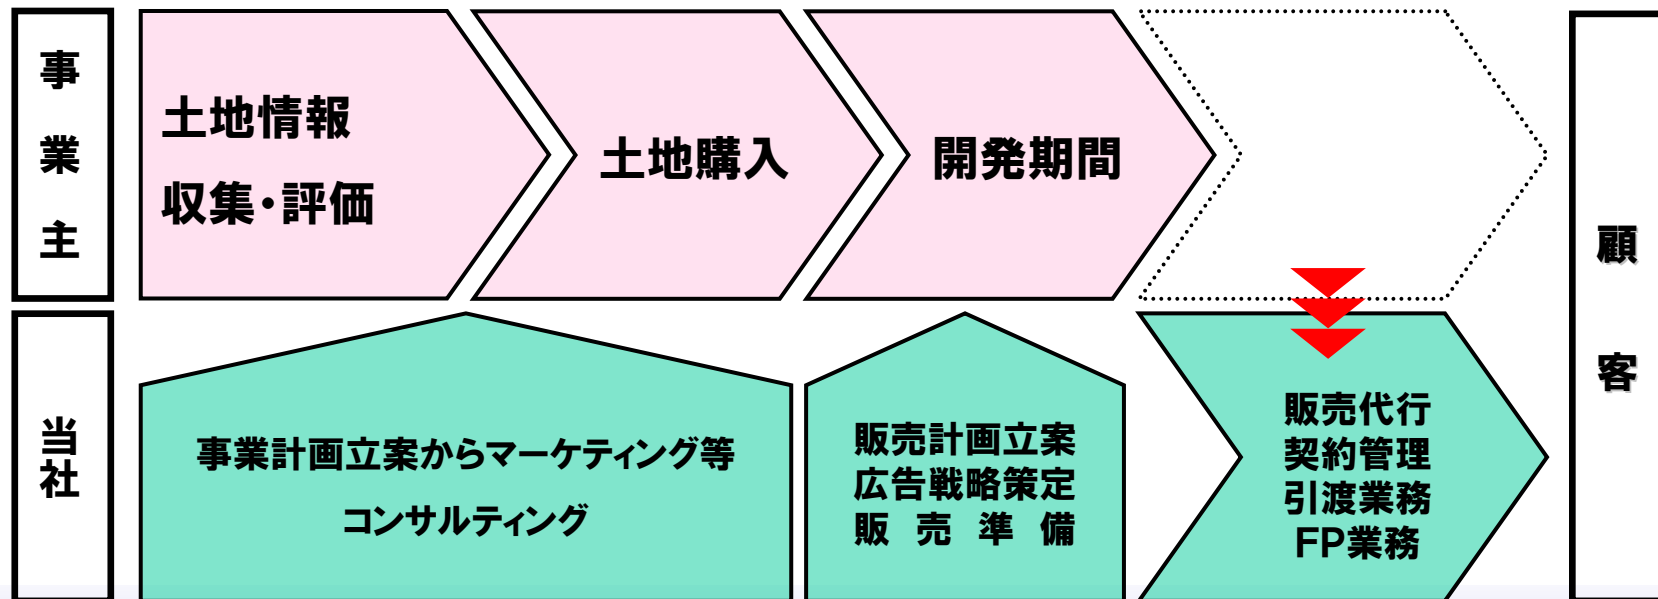 事業主
土地情報
収集・評価
土地購入
開発期間
顧客
当社
事業計画立案からマーケティング等
コンサルティング
販売計画立案
広告戦略策定
販売準備
販売代行
契約管理
引渡業務
FP業務